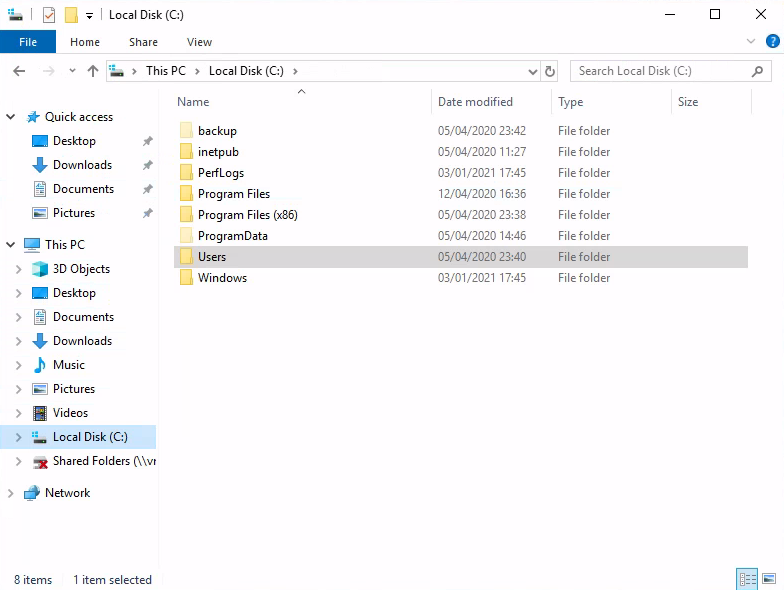 Local Disk (C:)
File Home Share View
This PC Local Disk (C:) Search Local Disk (C:)
Name Date modified Type Size
Quick access
Desktop
Downloads
Documents
Pictures
This PC
3D Objects
Desktop
Documents
Downloads
Music
Pictures
Videos
Local Disk (C:)
Shared Folders (\\vr
Network
backup 05/04/2020 23:42 File folder
inetpub 05/04/2020 11:27 File folder
PerfLogs 03/01/2021 17:45 File folder
Program Files 12/04/2020 16:36 File folder
Program Files (x86) 05/04/2020 23:38 File folder
ProgramData 05/04/2020 14:46 File folder
Users 05/04/2020 23:40 File folder
Windows 03/01/2021 17:45 File folder
8 items 1 item selected